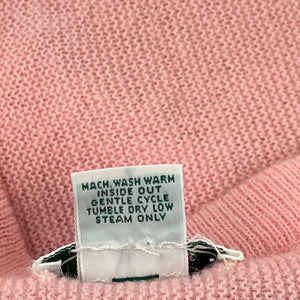 MACH. WASH WARM
INSIDE OUT
GENTLE CYCLE
TUMBLE DRY LOW
STEAM ONLY